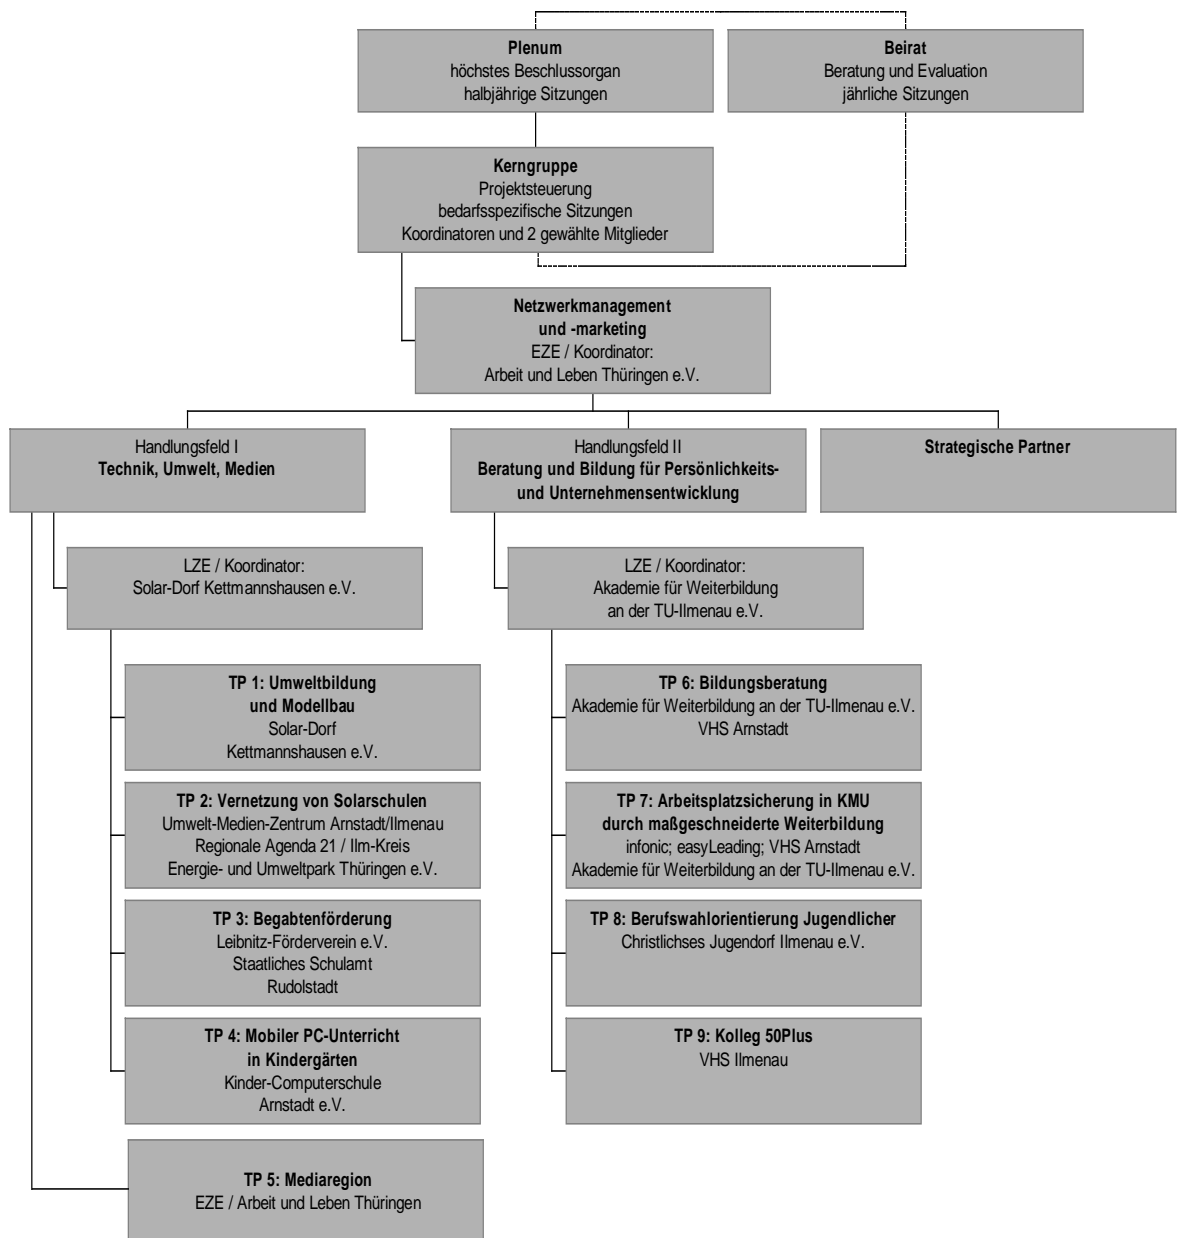 Plenum
höchstes Beschlussorgan
halbjährige Sitzungen
Beirat
Beratung und Evaluation
jährliche Sitzungen
Kerngruppe
Projektsteuerung
bedarfsspezifische Sitzungen
Koordinatoren und 2 gewählte Mitglieder
Netzwerkmanagement
und -marketing
EZE / Koordinator:
Arbeit und Leben Thüringen e.V.
Handlungsfeld I
Technik, Umwelt, Medien
Handlungsfeld II
Beratung und Bildung für Persönlichkeits-
und Unternehmensentwicklung
Strategische Partner
LZE / Koordinator:
Solar-Dorf Kettmannshausen e.V.
LZE / Koordinator:
Akademie für Weiterbildung
an der TU-Ilmenau e.V.
TP 1: Umweltbildung
und Modellbau
Solar-Dorf
Kettmannshausen e.V.
TP 2: Vernetzung von Solarschulen
Umwelt-Medien-Zentrum Arnstadt/Ilmenau
Regionale Agenda 21 / Ilm-Kreis
Energie- und Umweltpark Thüringen e.V.
TP 3: Begabtenförderung
Leibnitz-Förderverein e.V.
Staatliches Schulamt
Rudolstadt
TP 4: Mobiler PC-Unterricht
in Kindergärten
Kinder-Computerschule
Arnstadt e.V.
TP 5: Mediaregion
EZE / Arbeit und Leben Thüringen
TP 6: Bildungsberatung
Akademie für Weiterbildung an der TU-Ilmenau e.V.
VHS Arnstadt
TP 7: Arbeitsplatzsicherung in KMU
durch maßgeschneiderte Weiterbildung
infonic; easyLeading; VHS Arnstadt
Akademie für Weiterbildung an der TU-Ilmenau e.V.
TP 8: Berufswahlorientierung Jugendlicher
Christlichses Jugendorf Ilmenau e.V.
TP 9: Kolleg 50Plus
VHS Ilmenau